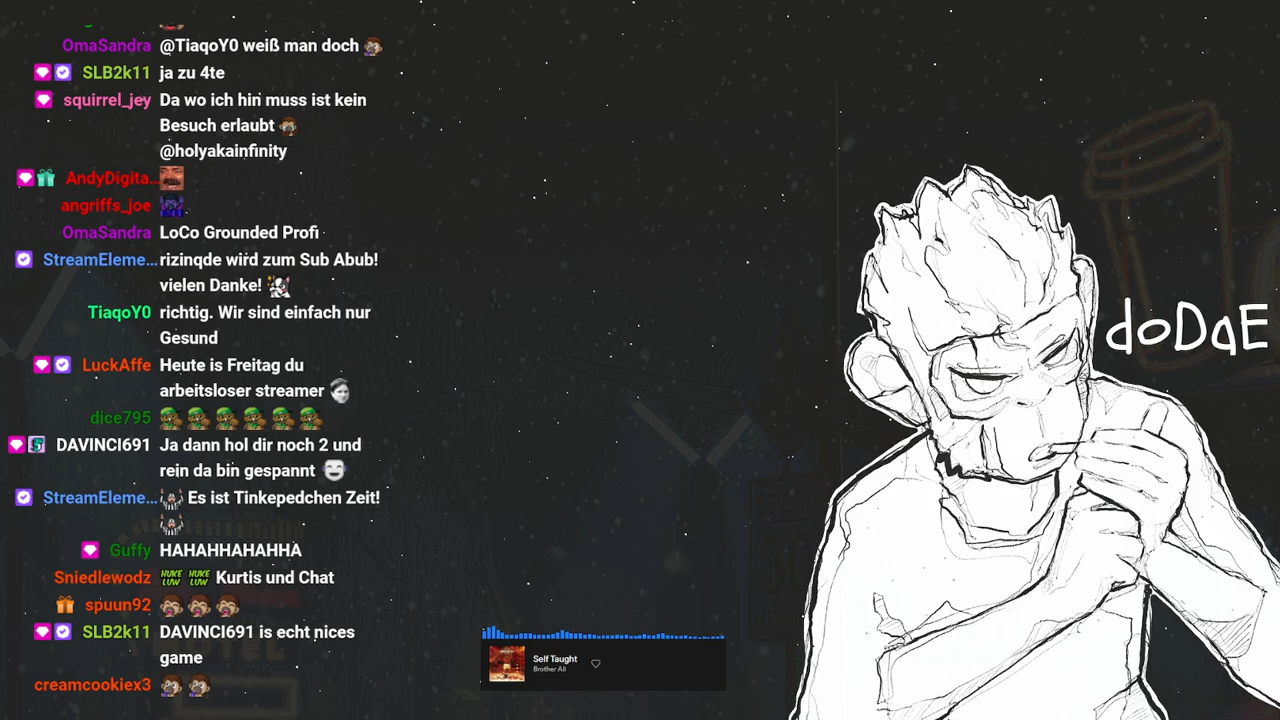 OmaSandra @TiaqoY0 weiß man doch
SLB2k11 ja zu 4te
squirrel_jey Da wo ich hin muss ist kein
Besuch erlaubt
@holyakainfinity
AndyDigita...
angriffs_joe
OmaSandra LoCo Grounded Profi
StreamEleme... rizinqde wird zum Sub Abub!
vielen Danke!
TiaqoY0 richtig. Wir sind einfach nur
Gesund
LuckAffe Heute is Freitag du
arbeitsloser streamer
dice795
DAVINCI691 Ja dann hol dir noch 2 und
rein da bin gespannt
StreamEleme... Es ist Tinkepedchen Zeit!
Guffy HAHAHHAHAHHA
Sniedlewodz HUKE LUW HUKE LUW Kurtis und Chat
spuun92
SLB2k11 DAVINCI691 is echt nices
game
creamcookiex3
Self Taught
Brother Ali
doDaE